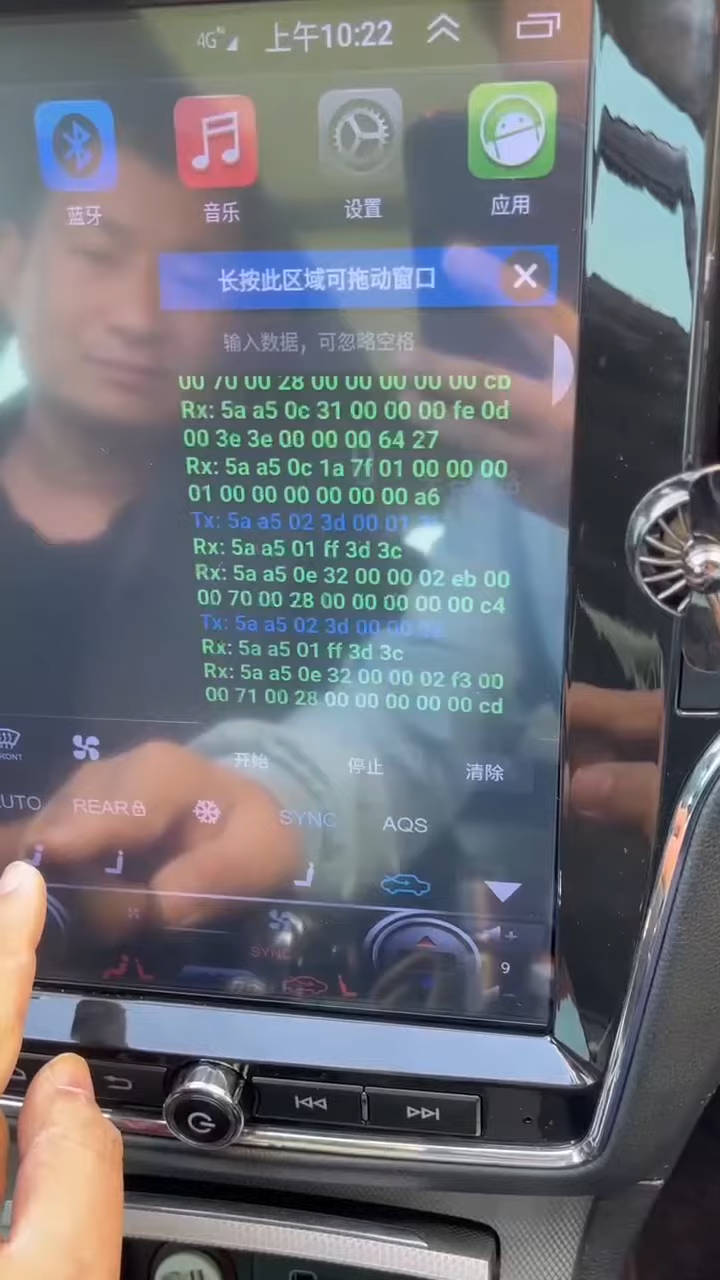 4G
上午10:22
蓝牙
音乐
设置
应用
长按此区域可拖动窗口
输入数据，可忽略空格
00 70 00 28 00 00 00 00 00 00 cb
Rx: 5a a5 0c 31 00 00 00 fe 0d
00 3e 3e 00 00 00 64 27
Rx: 5a a5 0c 1a 7f 01 00 00 00
01 00 00 00 00 00 00 a6
Tx: 5a a5 02 3d 00 01
Rx: 5a a5 01 ff 3d 3c
Rx: 5a a5 0e 32 00 00 02 eb 00
00 70 00 28 00 00 00 00 00 00 c4
Tx: 5a a5 02 3d 00 00
Rx: 5a a5 01 ff 3d 3c
Rx: 5a a5 0e 32 00 00 02 f3 00
00 71 00 28 00 00 00 00 00 cd
开始
停止
清除
FRONT
AUTO
REAR
SYNC
AQS
SYNC
9